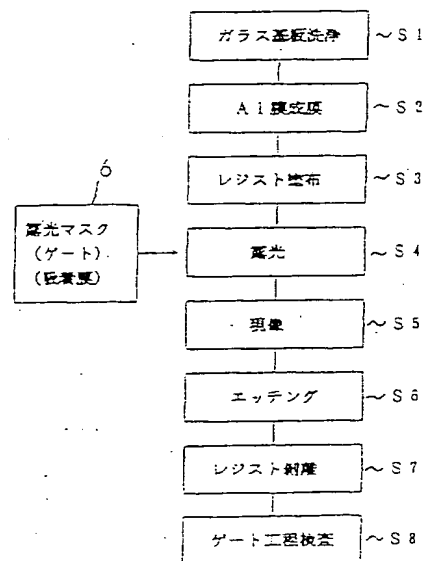 ガラス基板洗浄
~S1
Al膜成膜
~S2
レジスト塗布
~S3
6
露光マスク
(ゲート)
(吸着膜)
露光
~S4
現像
~S5
エッチング
~S6
レジスト剥離
~S7
ゲート工程検査
~S8